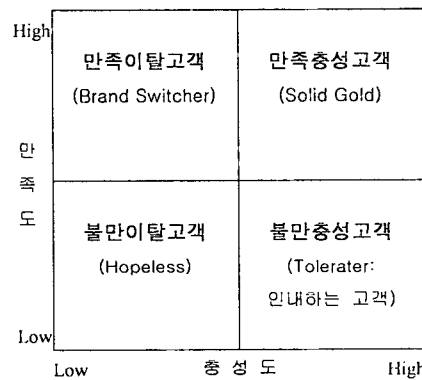 High
만족이탈고객
(Brand Switcher)
만족충성고객
(Solid Gold)
만
족
도
불만이탈고객
(Hopeless)
불만충성고객
(Tolerater:
인내하는 고객)
Low
Low
충 성 도
High